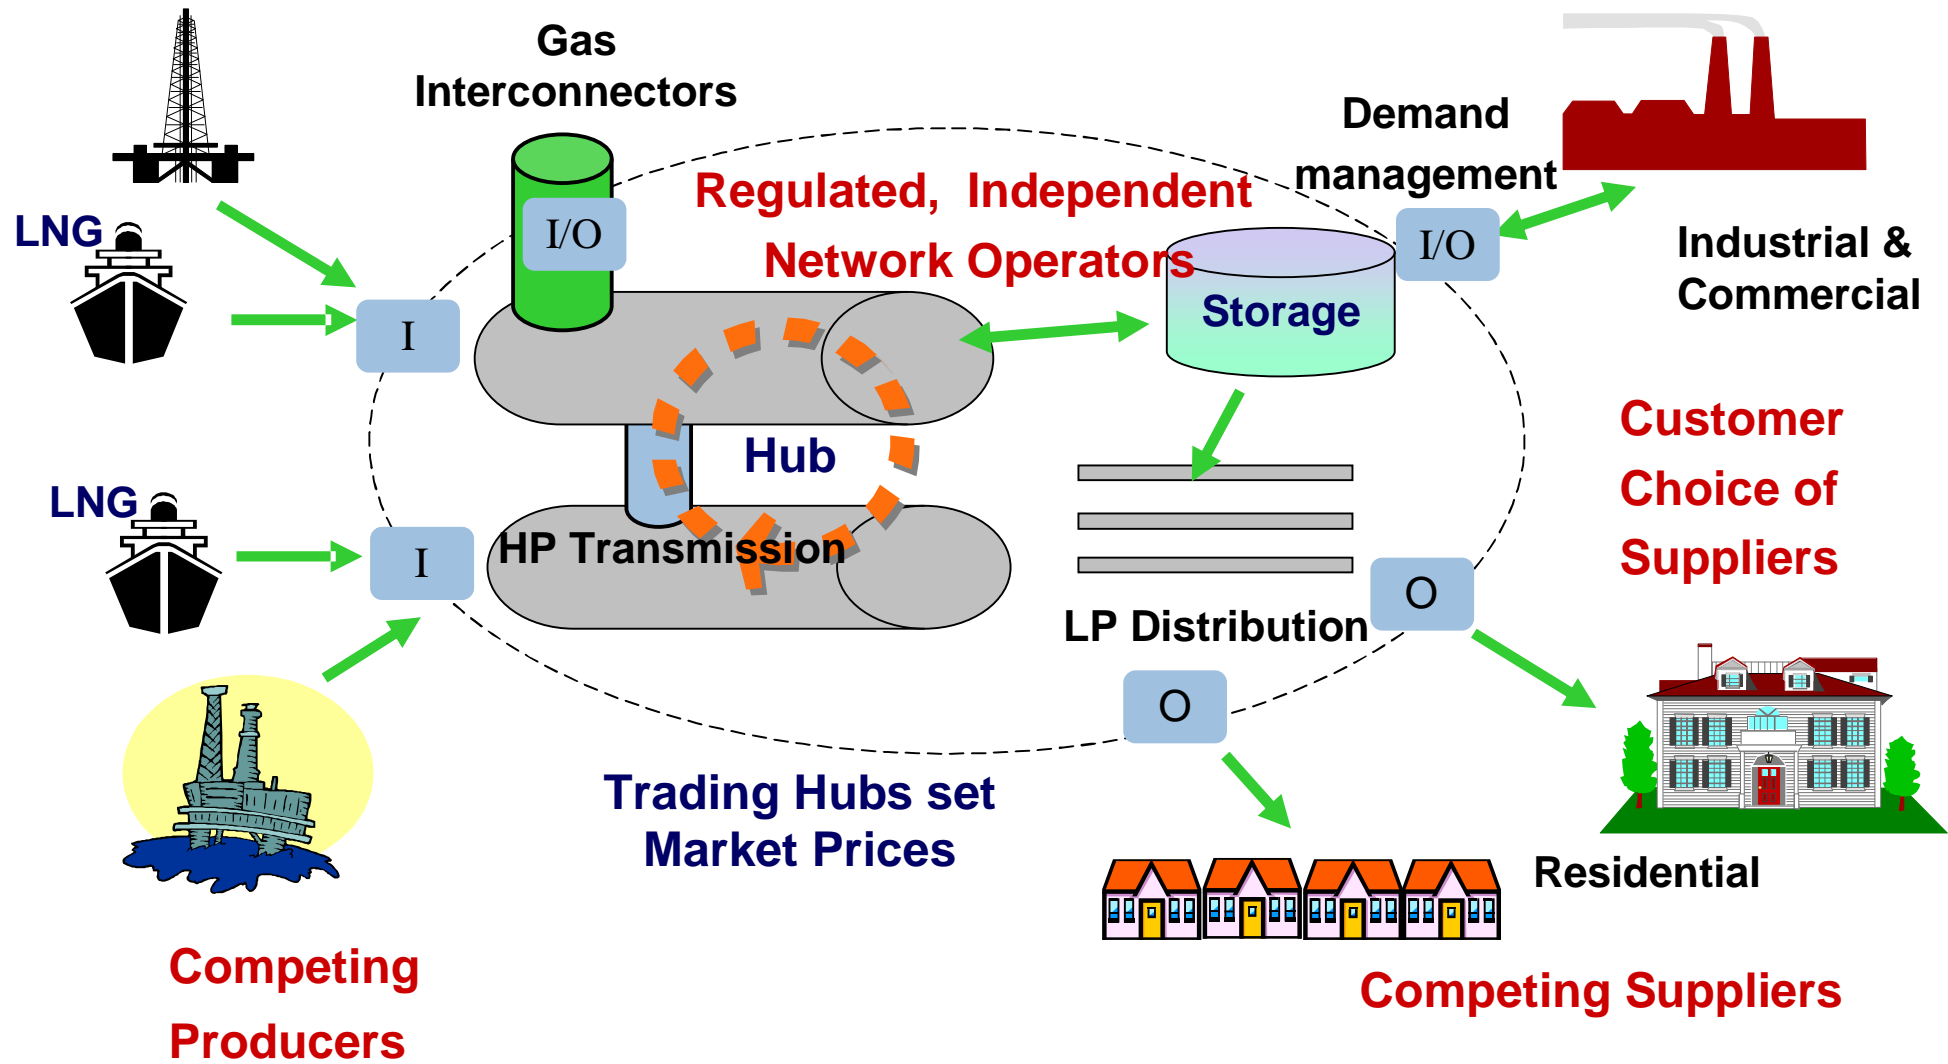 Gas
Interconnectors
Demand
management
LNG
I/O
Regulated, Independent
Network Operators
I/O
Industrial &
Commercial
I
Storage
Customer
Choice of
Suppliers
Hub
LNG
I
HP Transmission
O
LP Distribution
O
Trading Hubs set
Market Prices
Residential
Competing
Producers
Competing Suppliers